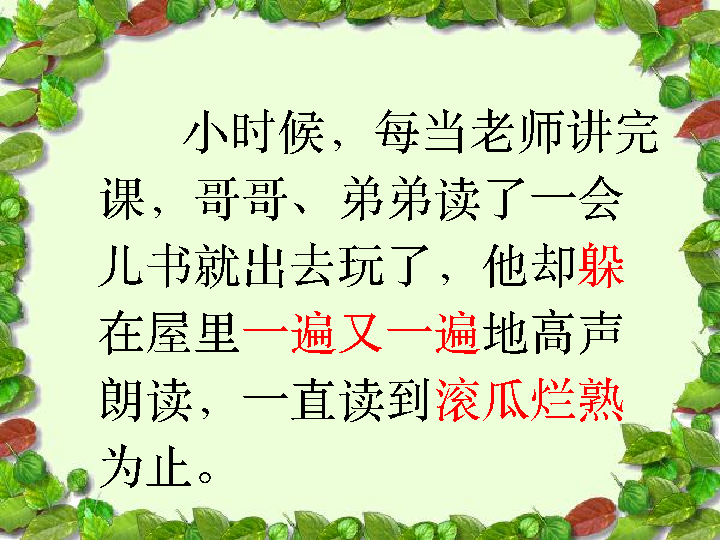 小时候，每当老师讲完
课，哥哥、弟弟读了一会
儿书就出去玩了，他却躲
在屋里一遍又一遍地高声
朗读，一直读到滚瓜烂熟
为止。